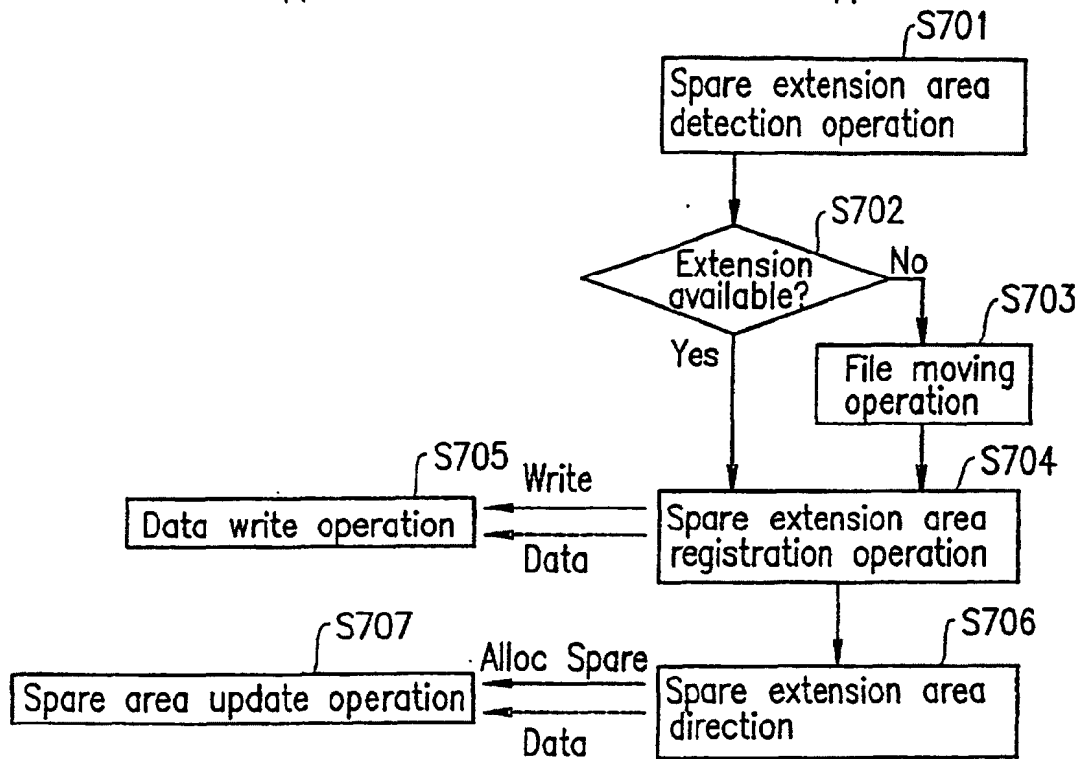 S701
Spare extension area
detection operation
S702
Extension
available?
No
Yes
S703
File moving
operation
S704
Spare extension area
registration operation
Write
Data
S705
Data write operation
S706
Spare extension area
direction
Alloc Spare
Data
S707
Spare area update operation